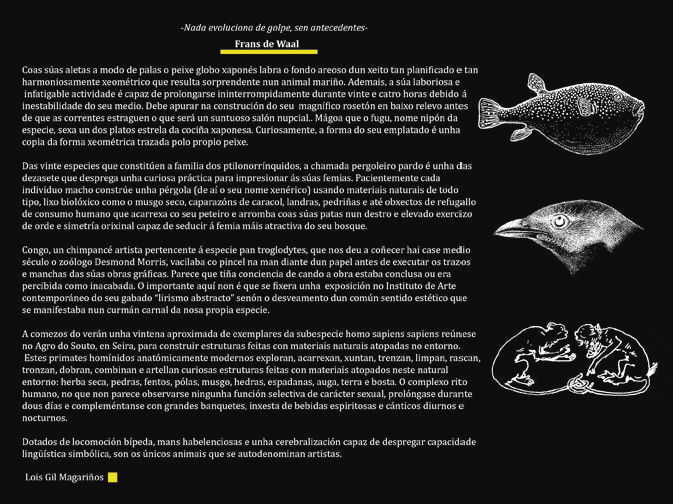 -Nada evoluciona de golpe, sen antecedentes-
Frans de Waal
Coas súas aletas a modo de palas o peixe globo xaponés labra o fondo areoso dun xeito tan planificado e tan
harmoniosamente xeométrico que resulta sorprendente nun animal mariño. Ademais, a súa laboriosa e
infatigable actividade é capaz de prolongarse ininterrompidamente durante vinte e catro horas debido á
inestabilidade do seu medio. Debe apurar na construción do seu magnífico rosetón en baixo relevo antes
de que as correntes estraguen o que será un suntuoso salón nupcial.. Mágoa que o fugu, nome nipón da
especie, sexa un dos platos estrela da cociña xaponesa. Curiosamente, a forma do seu emplatado é unha
copia da forma xeométrica trazada polo propio peixe.
Das vinte especies que constitúen a familia dos ptilonorrínquidos, a chamada pergoleiro pardo é unha das
dezasete que desprega unha curiosa práctica para impresionar ás súas femias. Pacientemente cada
individuo macho constrúe unha pérgola (de aí o seu nome xenérico) usando materiais naturais de todo
tipo, lixo biolóxico como o musgo seco, caparazóns de caracol, landras, pedriñas e até obxectos de refugallo
de consumo humano que acarrexa co seu peteiro e arromba coas súas patas nun destro e elevado exercizo
de orde e simetría orixinal capaz de seducir á femia máis atractiva do seu bosque.
Congo, un chimpancé artista pertencente á especie pan troglodytes, que nos deu a coñecer hai case medio
século o zoólogo Desmond Morris, vacilaba co pincel na man diante dun papel antes de executar os trazos
e manchas das súas obras gráficas. Parece que tiña conciencia de cando a obra estaba conclusa ou era
percibida como inacabada. O importante aquí non é que se fixera unha exposición no Instituto de Arte
contemporáneo do seu gabado "lirismo abstracto" senón o desveamento dun común sentido estético que
se manifestaba nun curmán carnal da nosa propia especie.
A comezos do verán unha vintena aproximada de exemplares da subespecie homo sapiens sapiens reúnese
no Agro do Souto, en Seira, para construir estruturas feitas con materiais naturais atopadas no entorno.
Estes primates homínidos anatómicamente modernos exploran, acarrexan, xuntan, trenzan, limpan, rascan,
tronzan, dobran, combinan e artellan curiosas estruturas feitas con materiais atopados neste natural
entorno: herba seca, pedras, fentos, pólas, musgo, hedras, espadanas, auga, terra e bosta. O complexo rito
humano, no que non parece observarse ningunha función selectiva de carácter sexual, prolóngase durante
dous días e compleméntanse con grandes banquetes, inxesta de bebidas espiritosas e cánticos diurnos e
nocturnos.
Dotados de locomoción bípeda, mans habelenciosas e unha cerebralización capaz de despregar capacidade
lingüística simbólica, son os únicos animais que se autodenominan artistas.
Lois Gil Magariños